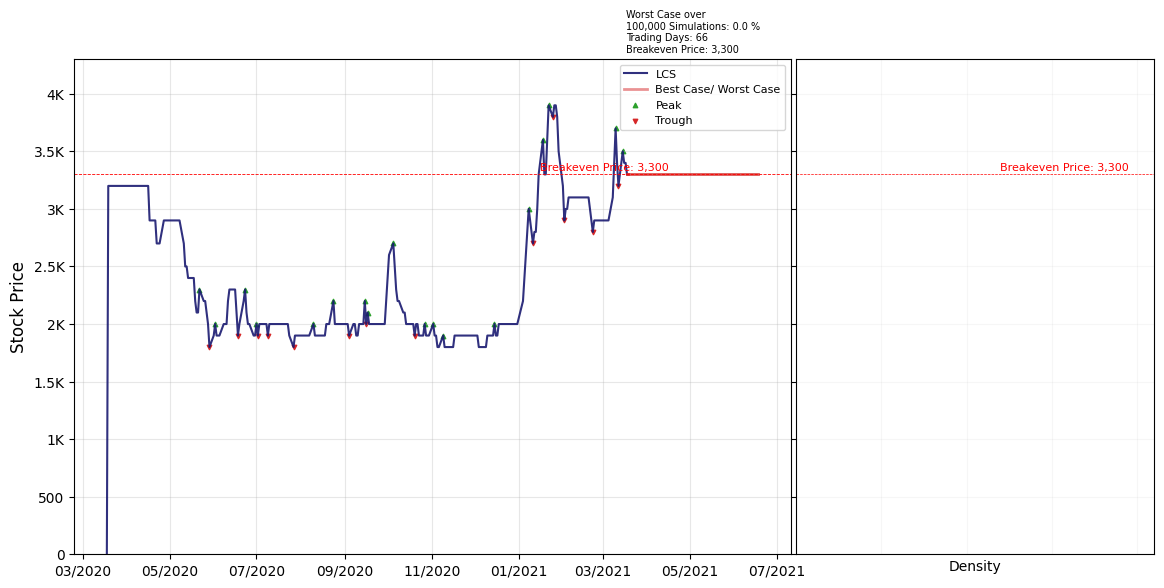 Worst Case over
100,000 Simulations: 0.0 %
Trading Days: 66
Breakeven Price: 3,300
LCS
Best Case/ Worst Case
Peak
Trough
4K
3.5K
3K
2.5K
2K
1.5K
1K
500
0
Stock Price
Breakeven Price: 3,300
Breakeven Price: 3,300
03/2020
05/2020
07/2020
09/2020
11/2020
01/2021
03/2021
05/2021
07/2021
Density